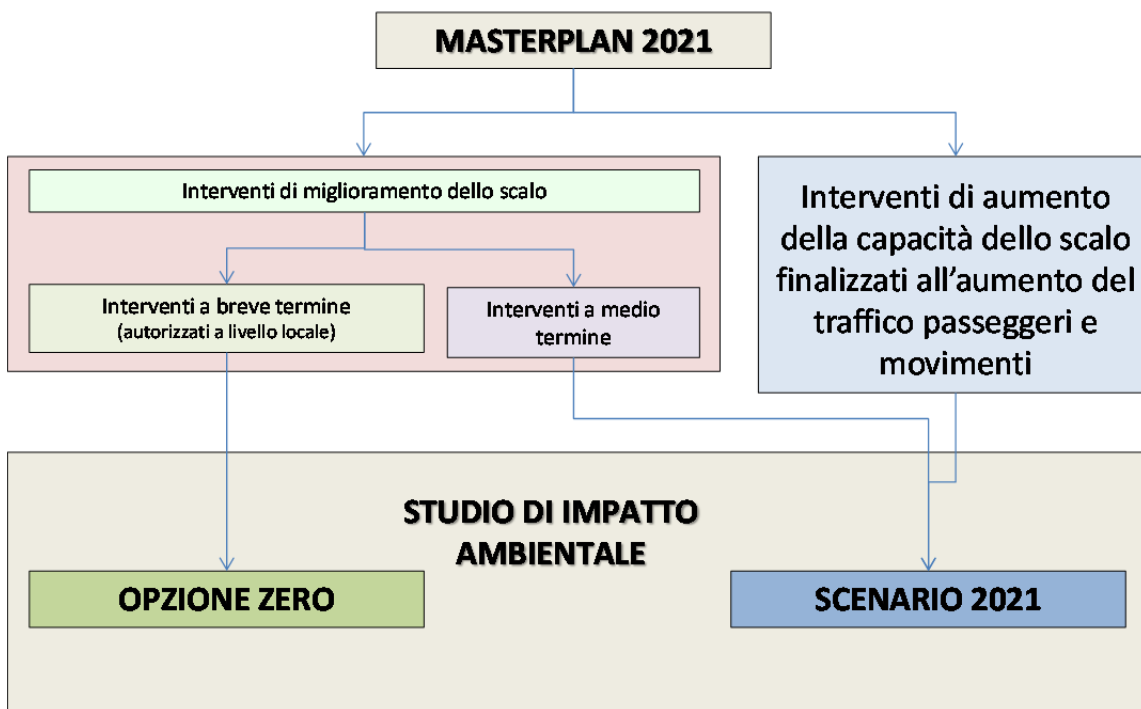 MASTERPLAN 2021
Interventi di miglioramento dello scalo
Interventi a breve termine
(autorizzati a livello locale)
Interventi a medio
termine
Interventi di aumento
della capacità dello scalo
finalizzati all'aumento del
traffico passeggeri e
movimenti
STUDIO DI IMPATTO
AMBIENTALE
OPZIONE ZERO
SCENARIO 2021